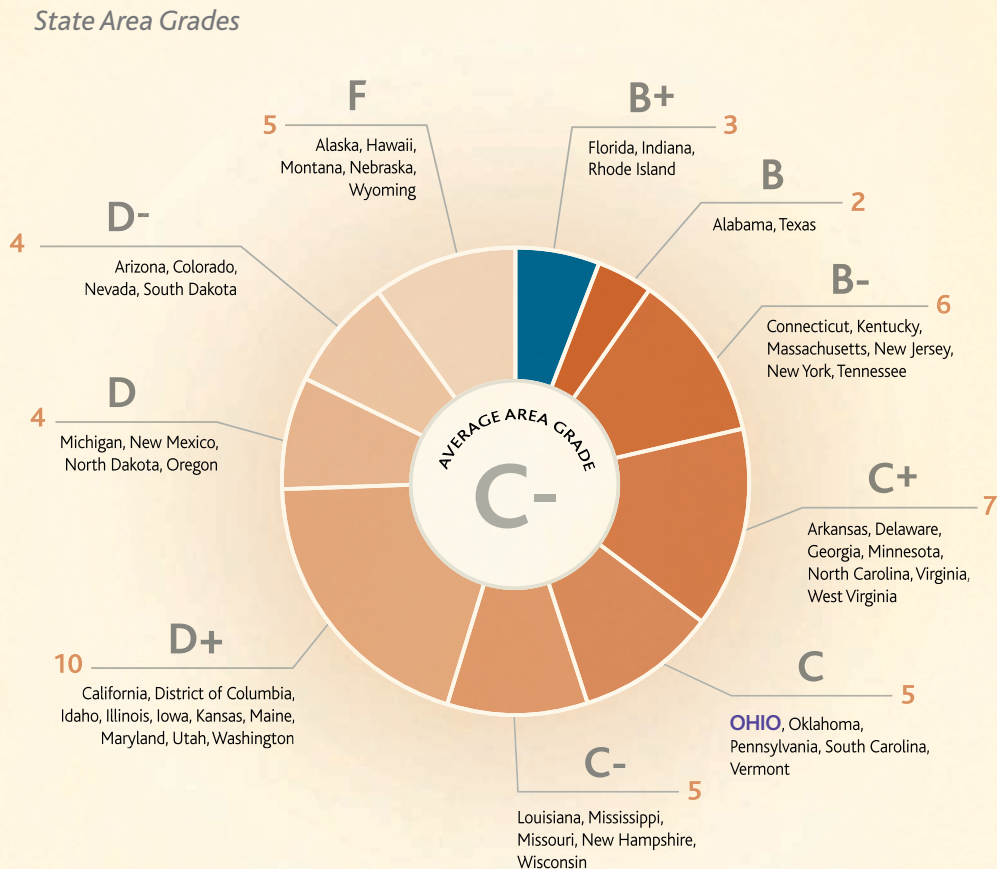 State Area Grades
F
5
Alaska, Hawaii,
Montana, Nebraska,
Wyoming
B+
3
Florida, Indiana,
Rhode Island
B
2
Alabama, Texas
B-
6
Connecticut, Kentucky,
Massachusetts, New Jersey,
New York, Tennessee
C+
7
Arkansas, Delaware,
Georgia, Minnesota,
North Carolina, Virginia,
West Virginia
C
5
OHIO, Oklahoma,
Pennsylvania, South Carolina,
Vermont
C-
5
Louisiana, Mississippi,
Missouri, New Hampshire,
Wisconsin
D+
10
California, District of Columbia,
Idaho, Illinois, Iowa, Kansas, Maine,
Maryland, Utah, Washington
D
4
Michigan, New Mexico,
North Dakota, Oregon
D-
4
Arizona, Colorado,
Nevada, South Dakota
AVERAGE AREA GRADE
C-